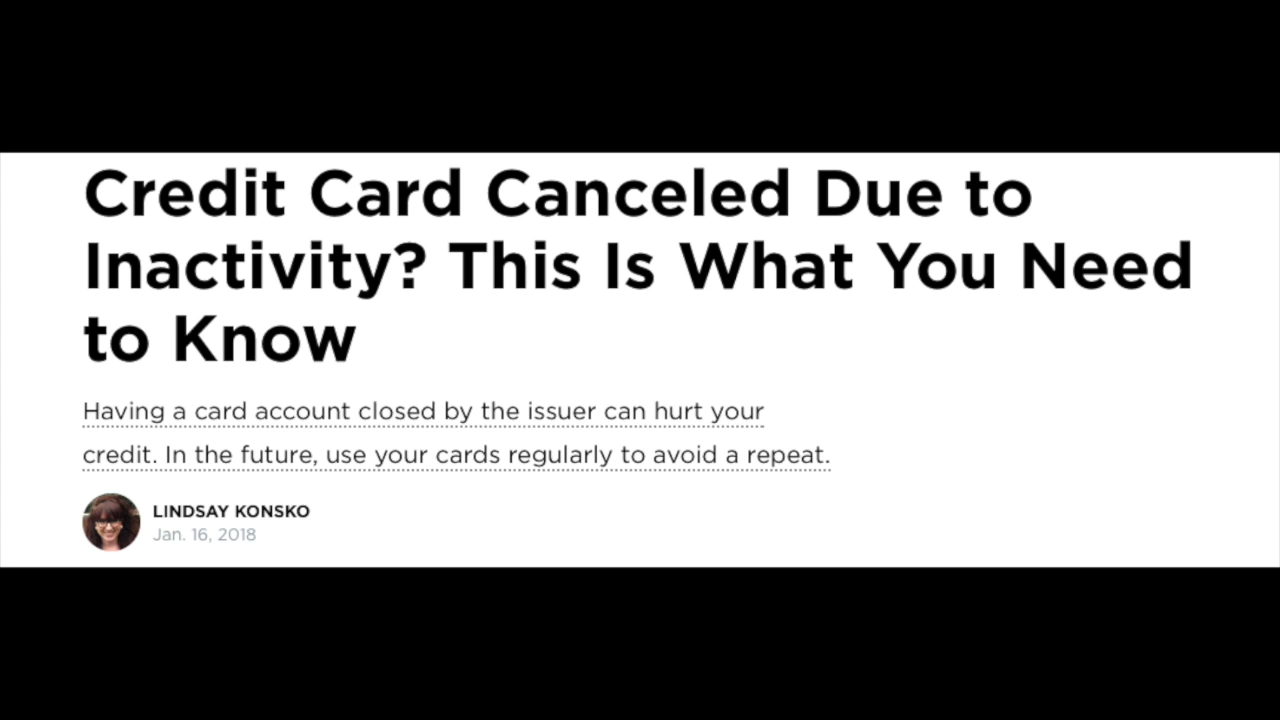 Credit Card Canceled Due to
Inactivity? This Is What You Need
to Know
Having a card account closed by the issuer can hurt your
credit. In the future, use your cards regularly to avoid a repeat.
LINDSAY KONSKO
Jan. 16, 2018